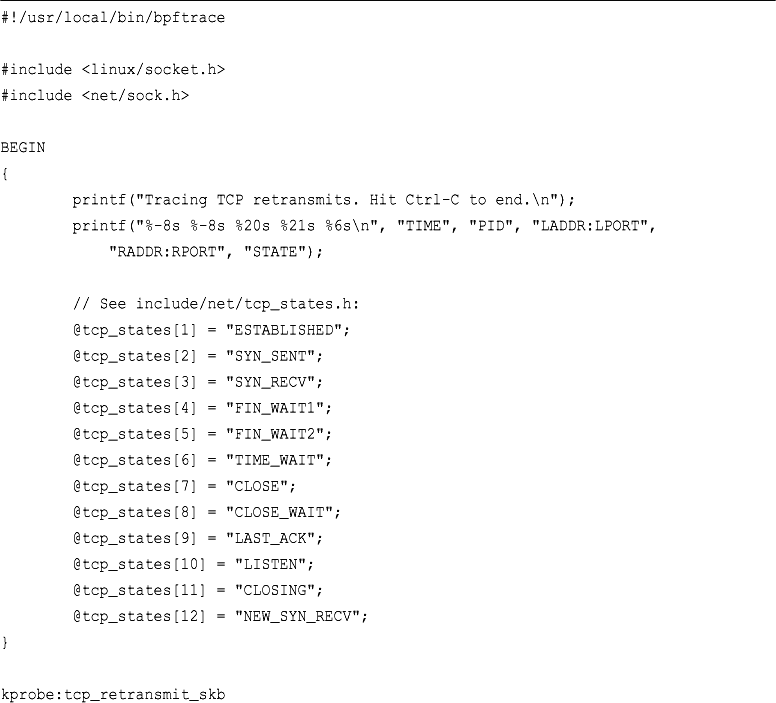 #!/usr/local/bin/bpftrace
#include <linux/socket.h>
#include <net/sock.h>
BEGIN
{
printf("Tracing TCP retransmits. Hit Ctrl-C to end.\n");
printf("%-8s %-8s %20s %21s %6s\n", "TIME", "PID", "LADDR:LPORT",
"RADDR:RPORT", "STATE");
// See include/net/tcp_states.h:
@tcp_states[1] = "ESTABLISHED";
@tcp_states[2] = "SYN_SENT";
@tcp_states[3] = "SYN_RECV";
@tcp_states[4] = "FIN_WAIT1";
@tcp_states[5] = "FIN_WAIT2";
@tcp_states[6] = "TIME_WAIT";
@tcp_states[7] = "CLOSE";
@tcp_states[8] = "CLOSE_WAIT";
@tcp_states[9] = "LAST_ACK";
@tcp_states[10] = "LISTEN";
@tcp_states[11] = "CLOSING";
@tcp_states[12] = "NEW_SYN_RECV";
}
kprobe:tcp_retransmit_skb